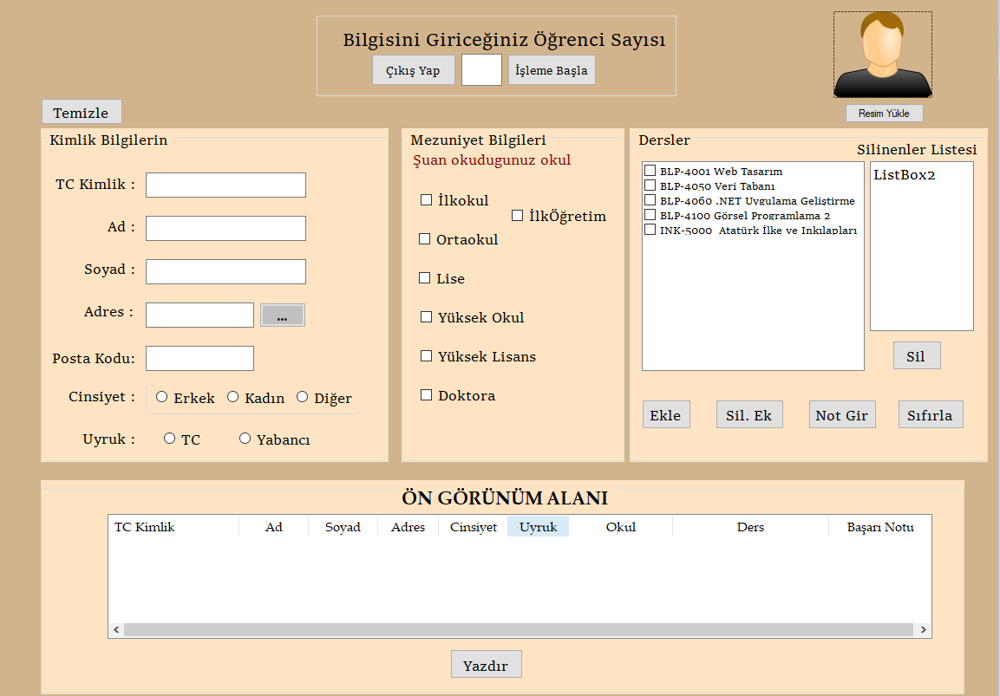 Bilgisini Giriceğiniz Öğrenci Sayısı
Çıkış Yap
İşleme Başla
Resim Yükle
Temizle
Kimlik Bilgilerin
TC Kimlik :
Ad :
Soyad :
Adres :
...
Posta Kodu:
Cinsiyet :
Erkek
Kadın
Diğer
Uyruk :
TC
Yabancı
Mezuniyet Bilgileri
Şuan okudugunuz okul
İlkokul
İlkÖğretim
Ortaokul
Lise
Yüksek Okul
Yüksek Lisans
Doktora
Dersler
Silinenler Listesi
BLP-4001 Web Tasarım
BLP-4050 Veri Tabanı
BLP-4060 .NET Uygulama Geliştirme
BLP-4100 Görsel Programlama 2
INK-5000 Atatürk İlke ve Inkılapları
ListBox2
Sil
Ekle
Sil. Ek
Not Gir
Sıfırla
ÖN GÖRÜNÜM ALANI
TC Kimlik Ad Soyad Adres Cinsiyet Uyruk Okul Ders Başarı Notu
Yazdır